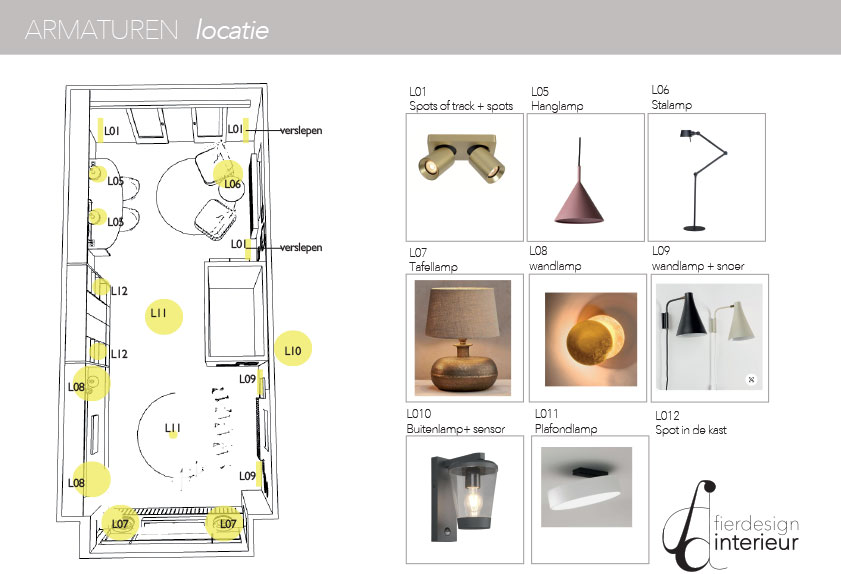 ARMATUREN locatie
L01
L01 verslepen
L05
L06
L05
L01 verslepen
L12
L11
L12
L10
L08
L09
L11
L08
L09
L07
L07
L01
Spots of track + spots
L05
Hanglamp
L06
Stalamp
L07
Tafellamp
L08
wandlamp
L09
wandlamp + snoer
L010
Buitenlamp+ sensor
L011
Plafondlamp
L012
Spot in de kast
fierdesign
interieur